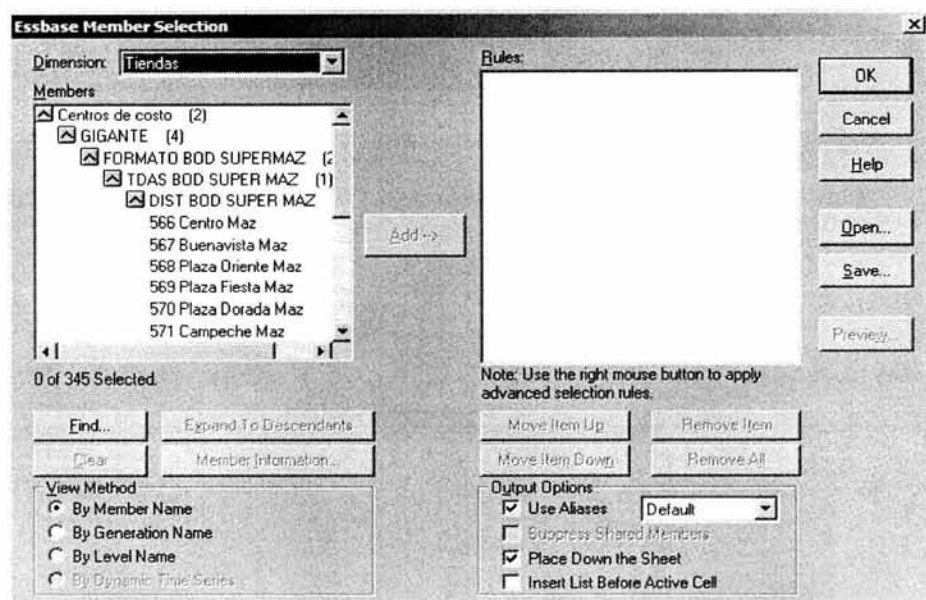 Essbase Member Selection
Dimension: Tiendas
Members
Centros de costo (2)
GIGANTE (4)
FORMATO BOD SUPERMAZ (2
TDAS BOD SUPER MAZ (1)
DIST BOD SUPER MAZ
566 Centro Maz
567 Buenavista Maz
568 Plaza Oriente Maz
569 Plaza Fiesta Maz
570 Plaza Dorada Maz
571 Campeche Maz
0 of 345 Selected.
Find...
Expand To Descendants
Clear
Member Information...
View Method
By Member Name
By Generation Name
By Level Name
By Dynamic Time Series
Add -->
Rules:
Note: Use the right mouse button to apply
advanced selection rules.
Move Item Up
Remove Item
Move Item Down
Remove All
Output Options
Use Aliases
Default
Suppress Shared Members
Place Down the Sheet
Insert List Before Active Cell
OK
Cancel
Help
Open...
Save...
Preview...